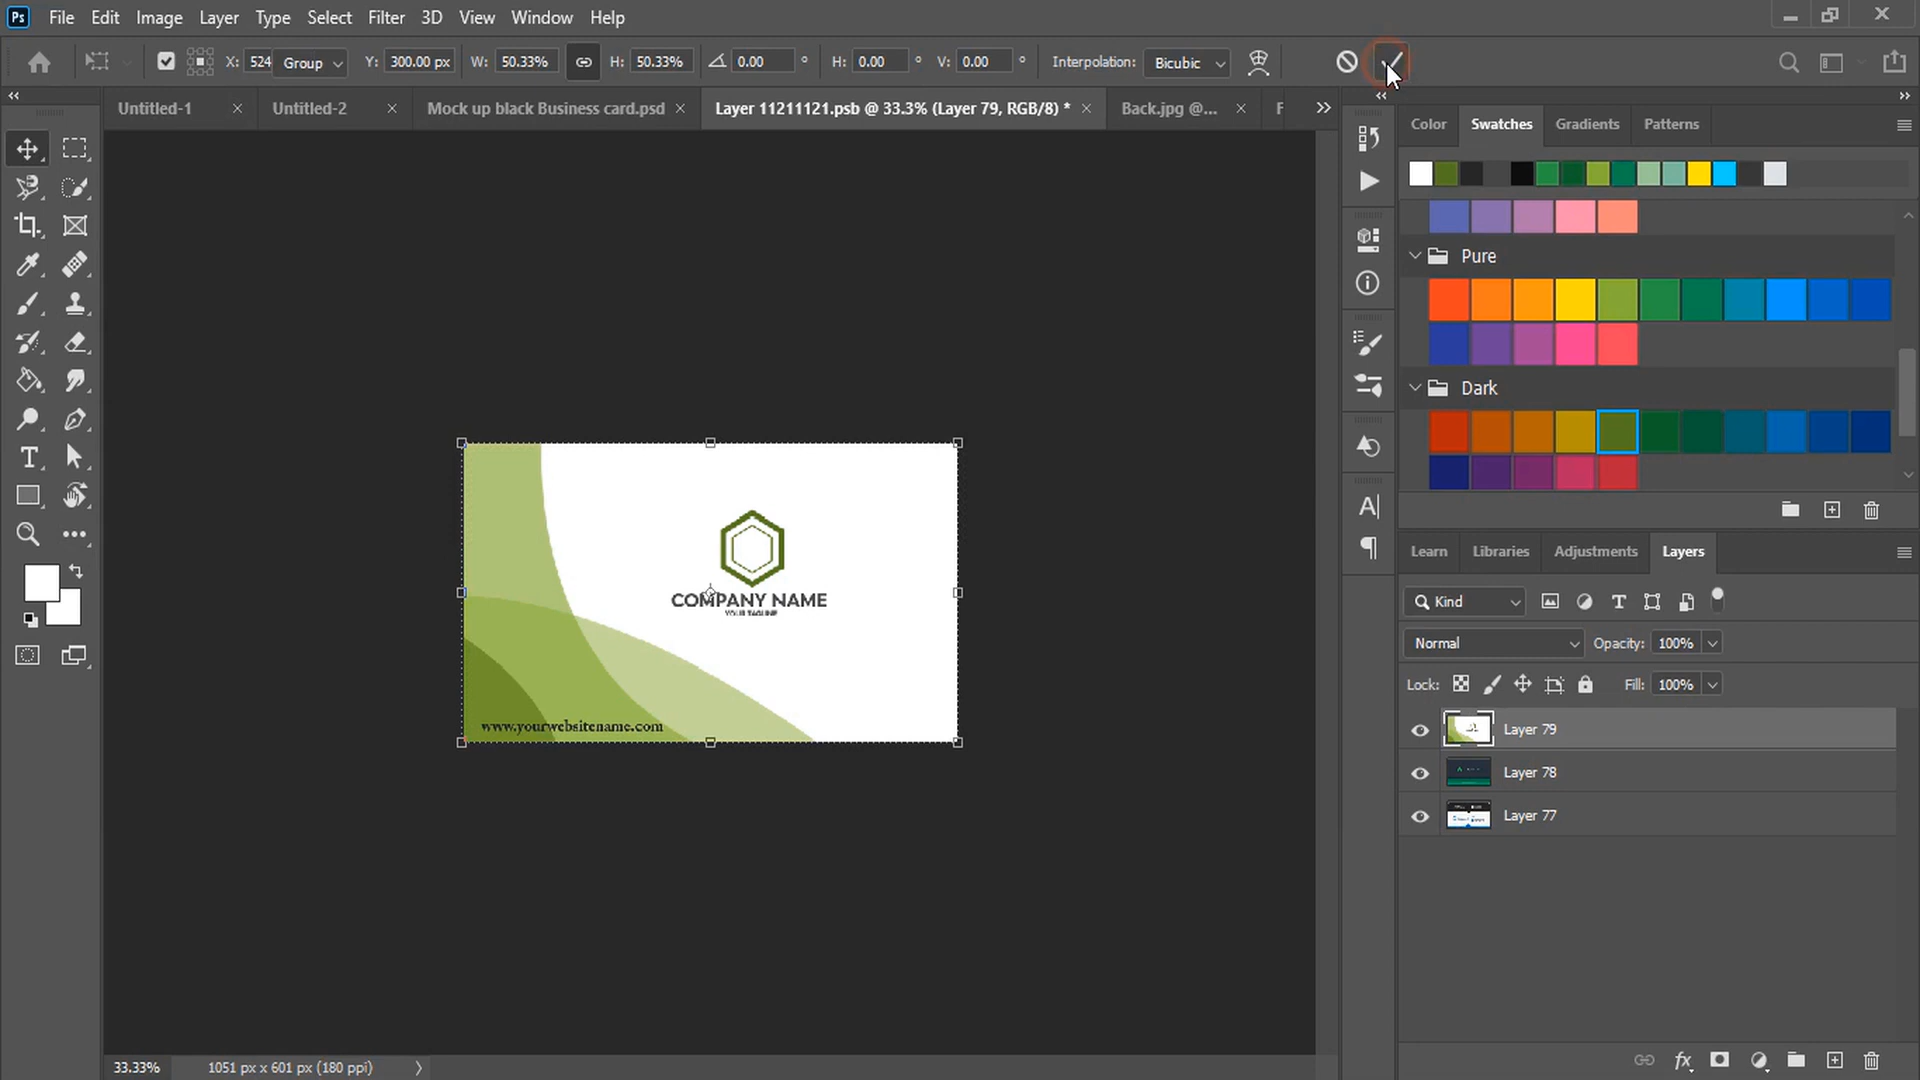 Ps File Edit Image Layer Type Select Filter 3D View Window Help
X: 524 Group Y: 300.00 px W: 50.33% H: 50.33% 0.00 ° H: 0.00 ° V: 0.00 ° Interpolation: Bicubic
Untitled-1 × Untitled-2 × Mock up black Business card.psd × Layer 11211121.psb @ 33.3% (Layer 79, RGB/8) * × Back.jpg @... × F
Color Swatches Gradients Patterns
Pure
Dark
Learn Libraries Adjustments Layers
Kind
Normal Opacity: 100%
Lock: Fill: 100%
Layer 79
Layer 78
Layer 77
COMPANY NAME
YOUR TAGLINE
www.yourwebsitename.com
33.33% 1051 px x 601 px (180 ppi)